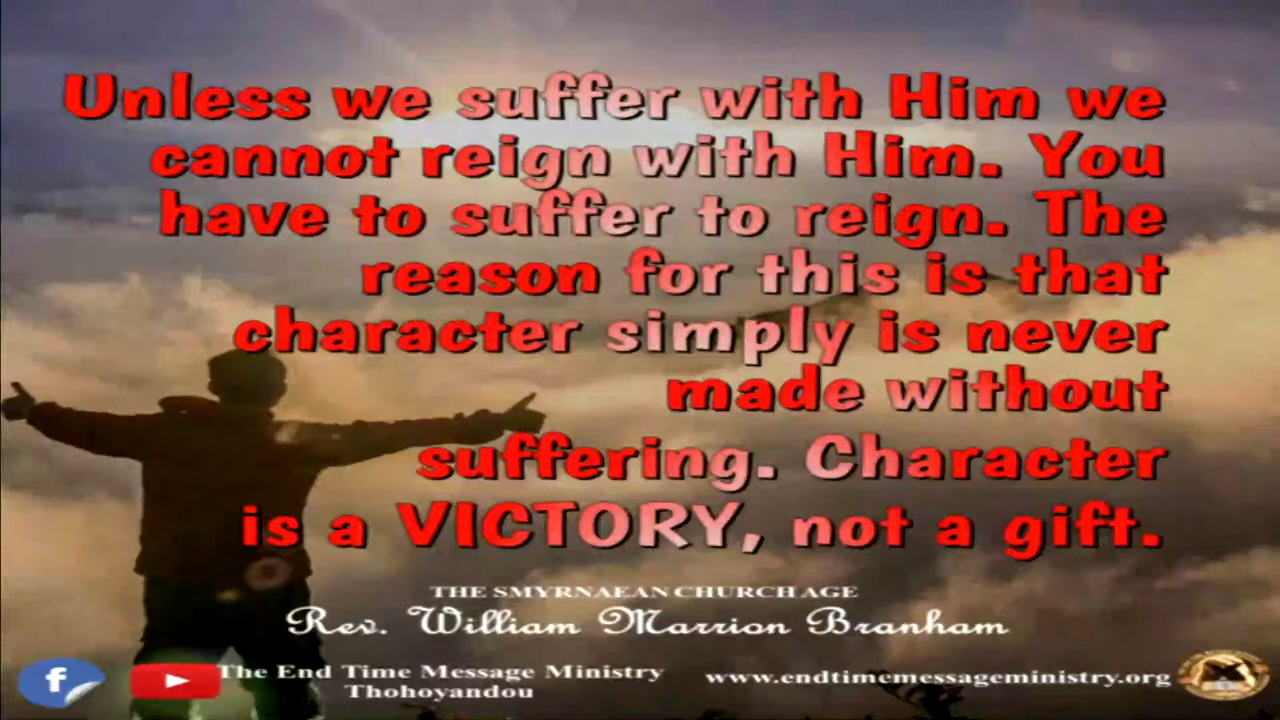 Unless we suffer with Him we
cannot reign with Him. You
have to suffer to reign. The
reason for this is that
character simply is never
made without
suffering. Character
is a VICTORY, not a gift.
THE SMYRNAEAN CHURCH AGE
Rev. William Marrion Branham
f
The End Time Message Ministry
Thohoyandou
www.endtimemessageministry.org